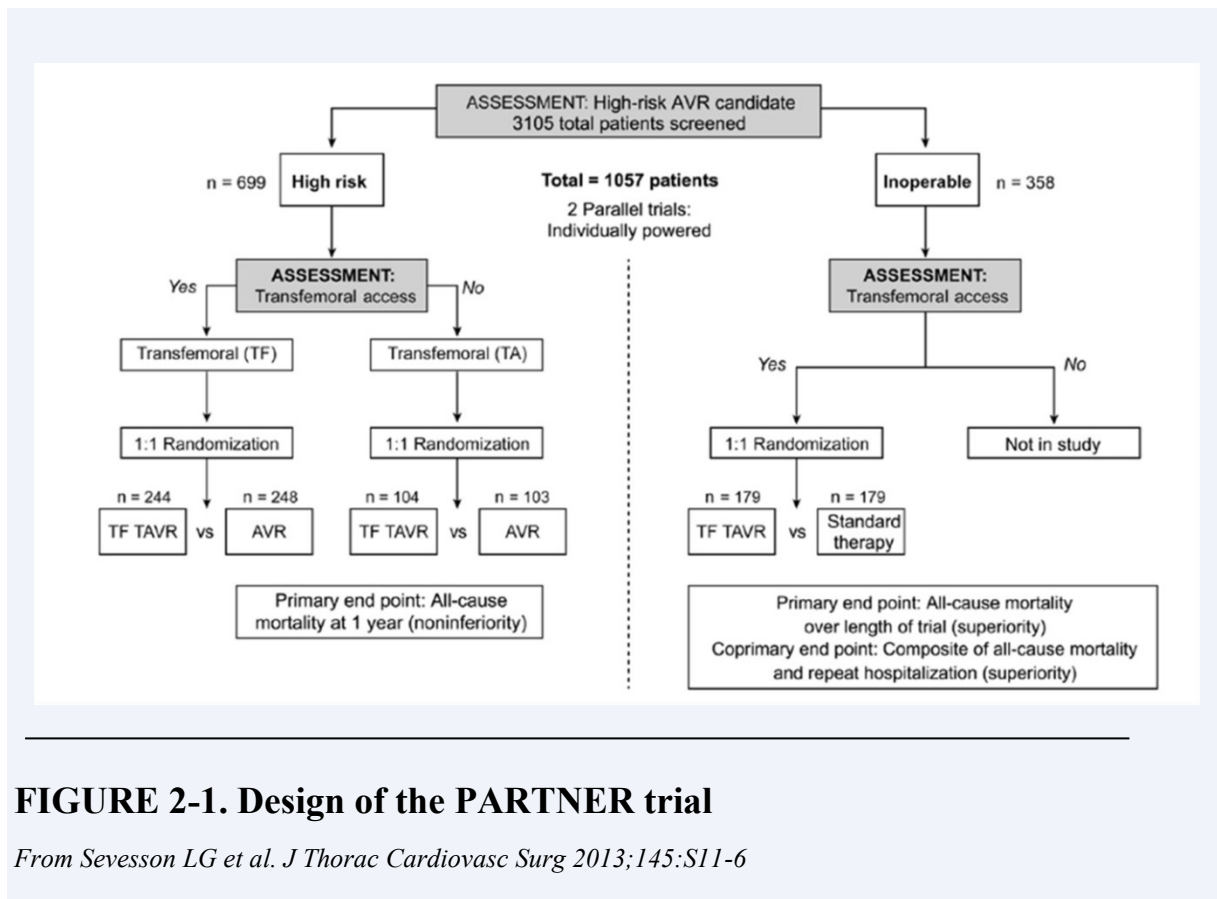 ASSESSMENT: High-risk AVR candidate
3105 total patients screened
n = 699
High risk
Total = 1057 patients
2 Parallel trials:
Individually powered
Inoperable
n = 358
ASSESSMENT:
Transfemoral access
Yes
No
Transfemoral (TF)
Transfemoral (TA)
1:1 Randomization
1:1 Randomization
n = 244
n = 248
n = 104
n = 103
TF TAVR
vs
AVR
TF TAVR
vs
AVR
Primary end point: All-cause
mortality at 1 year (noninferiority)
ASSESSMENT:
Transfemoral access
Yes
No
1:1 Randomization
Not in study
n = 179
n = 179
TF TAVR
vs
Standard
therapy
Primary end point: All-cause mortality
over length of trial (superiority)
Coprimary end point: Composite of all-cause mortality
and repeat hospitalization (superiority)
FIGURE 2-1. Design of the PARTNER trial
From Sevesson LG et al. J Thorac Cardiovasc Surg 2013;145:S11-6